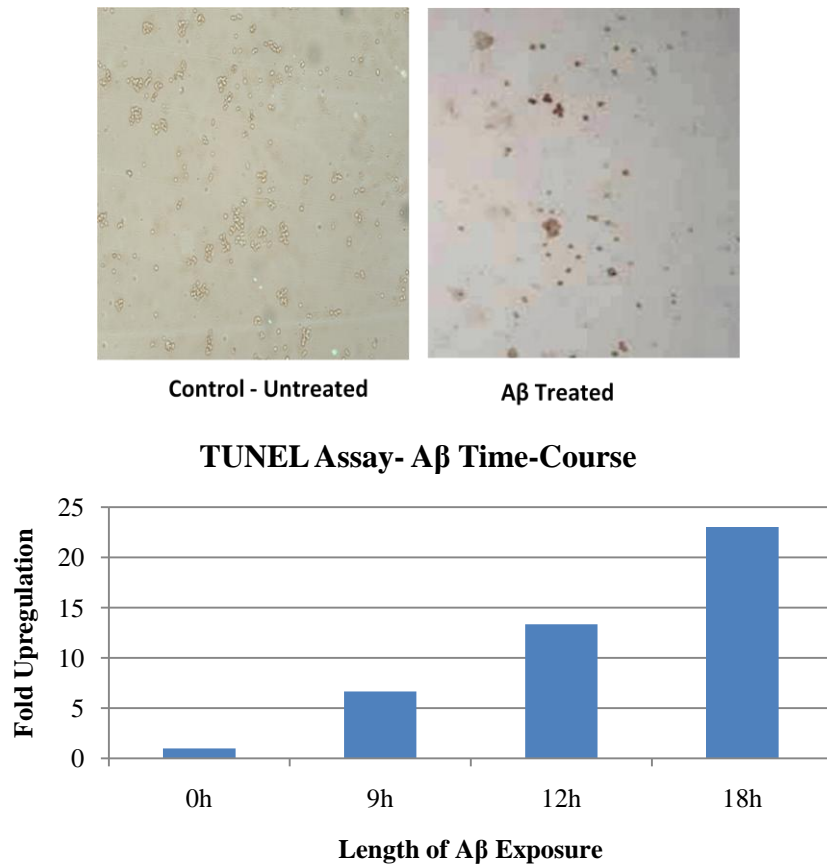 Control - Untreated
Aβ Treated
TUNEL Assay- Aβ Time-Course
Fold Upregulation
25
20
15
10
5
0
0h
9h
12h
18h
Length of Aβ Exposure